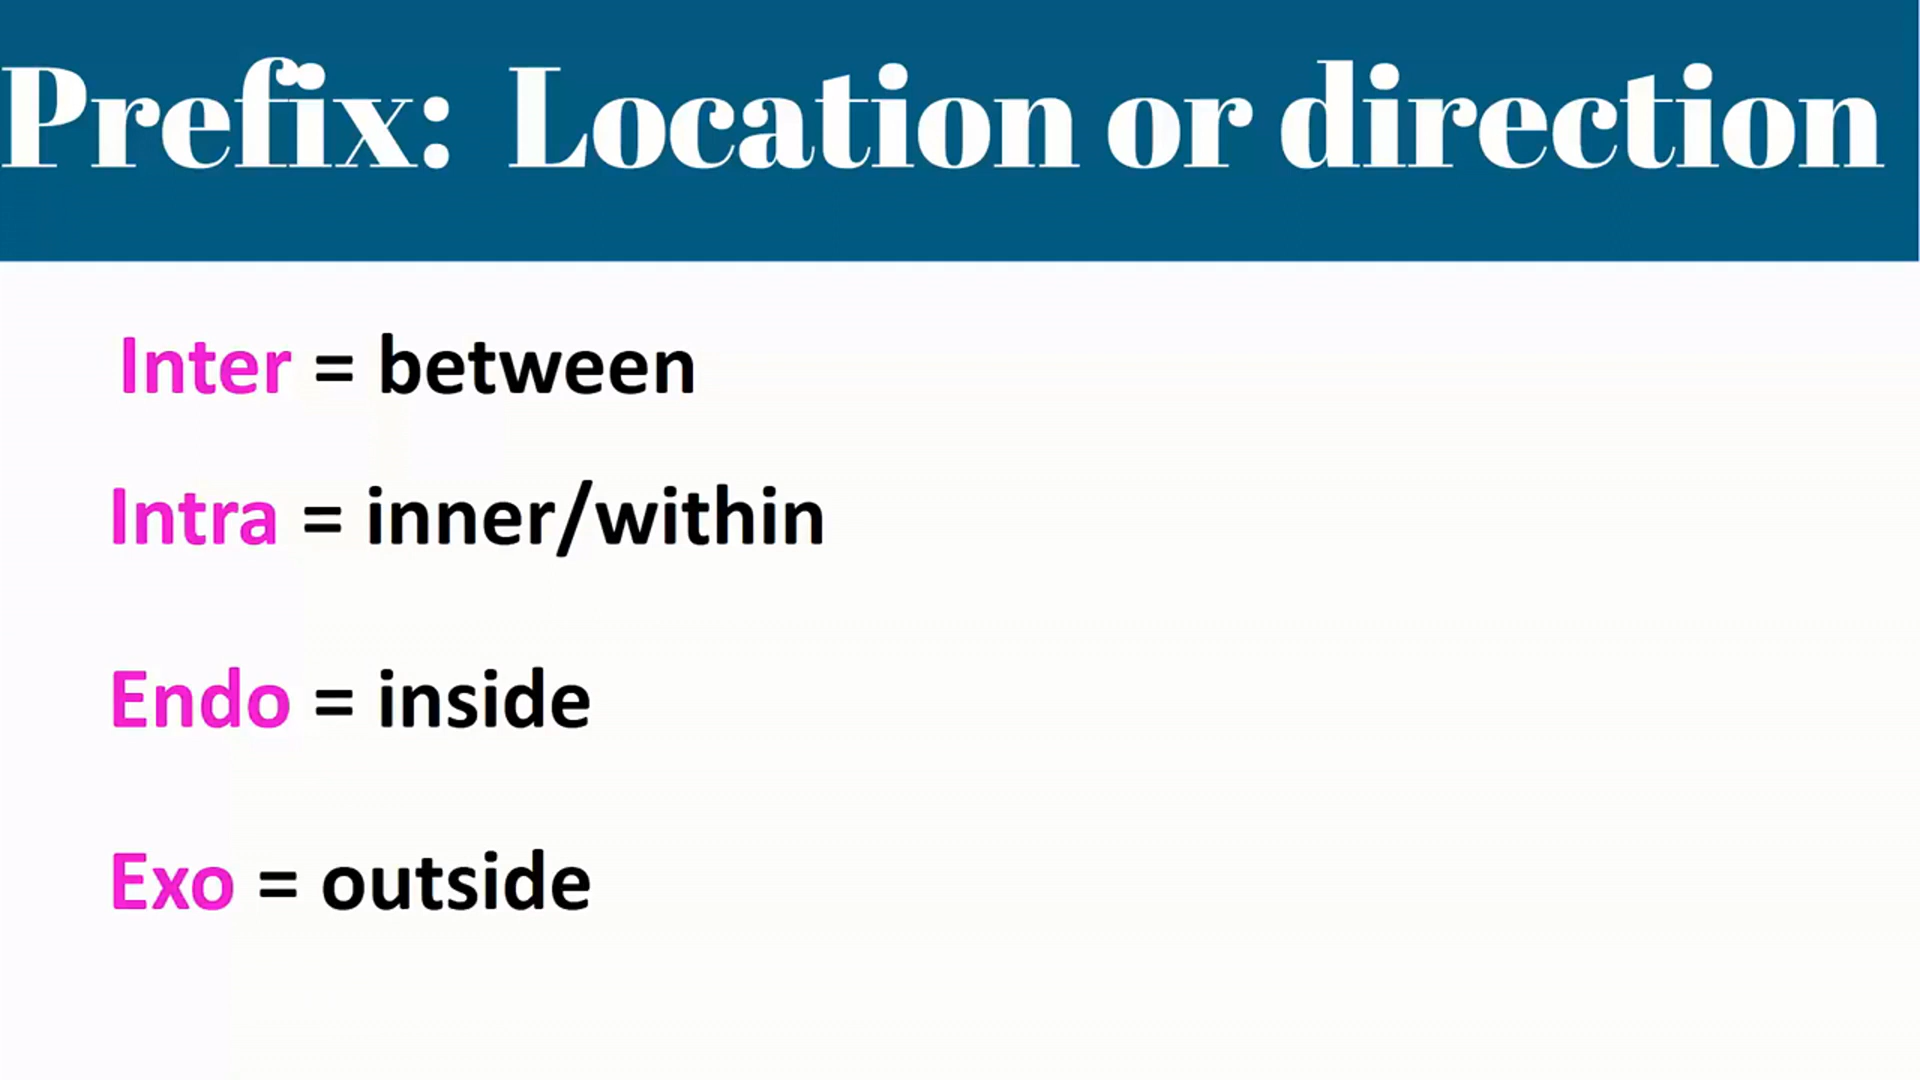 Prefix: Location or direction
Inter = between
Intra = inner/within
Endo = inside
Exo = outside